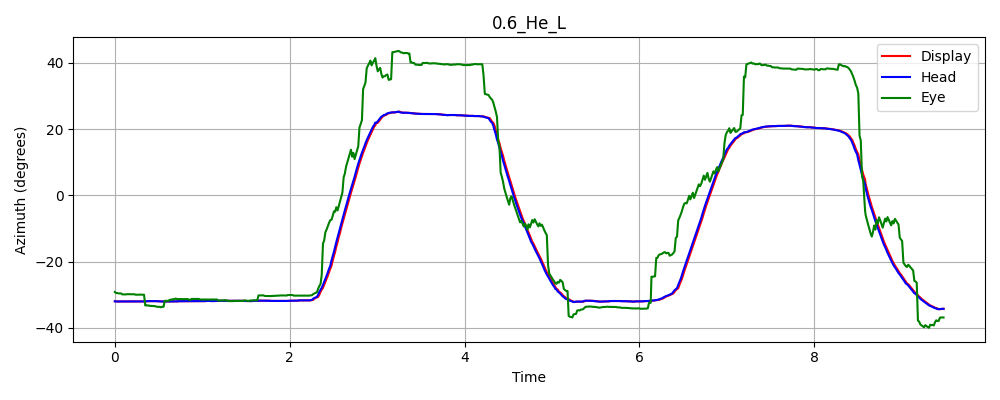 0.6_He_L
Display
Head
Eye
Azimuth (degrees)
40
20
0
−20
−40
0 2 4 6 8
Time